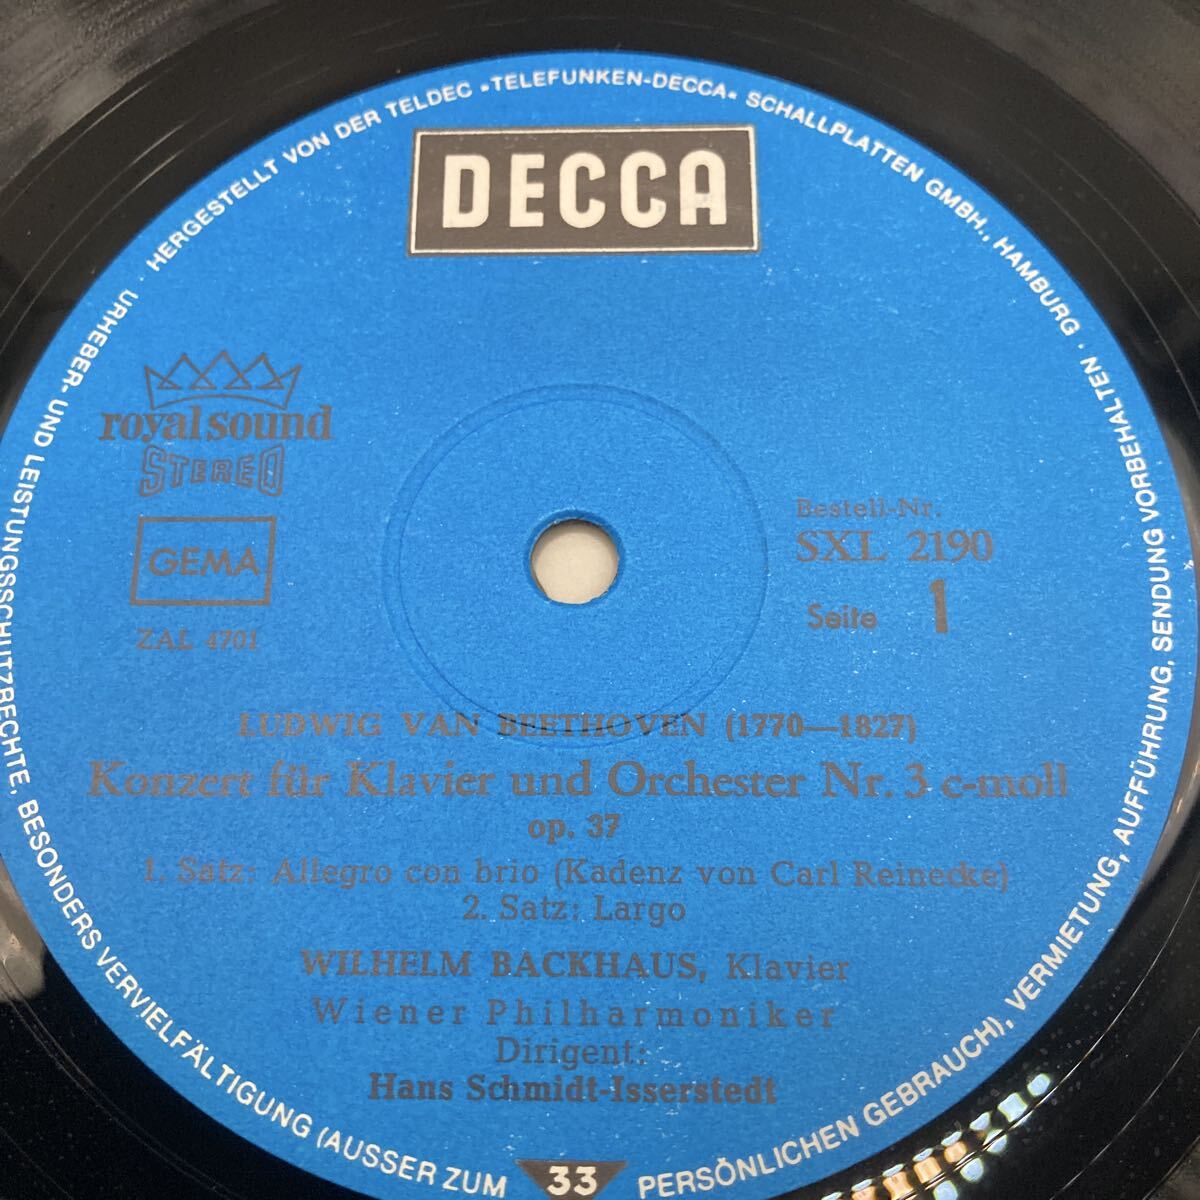 HERGESTELLT VON DER TELDEC •TELEFUNKEN-DECCA• SCHALLPLATTEN GMBH., HAMBURG · URHEBER- UND LEISTUNGSSCHUTZRECHTE, BESONDERS VERVIELFÄLTIGUNG (AUSSER ZUM PERSÖNLICHEN GEBRAUCH), VERMIETUNG, AUFFÜHRUNG, SENDUNG VORBEHALTEN ·
DECCA
royal sound
STEREO
GEMA
ZAL 4701
Bestell-Nr.
SXL 2190
Seite 1
LUDWIG VAN BEETHOVEN (1770—1827)
Konzert für Klavier und Orchester Nr. 3 c-moll
op. 37
1. Satz: Allegro con brio (Kadenz von Carl Reinecke)
2. Satz: Largo
WILHELM BACKHAUS, Klavier
Wiener Philharmoniker
Dirigent:
Hans Schmidt-Isserstedt
33